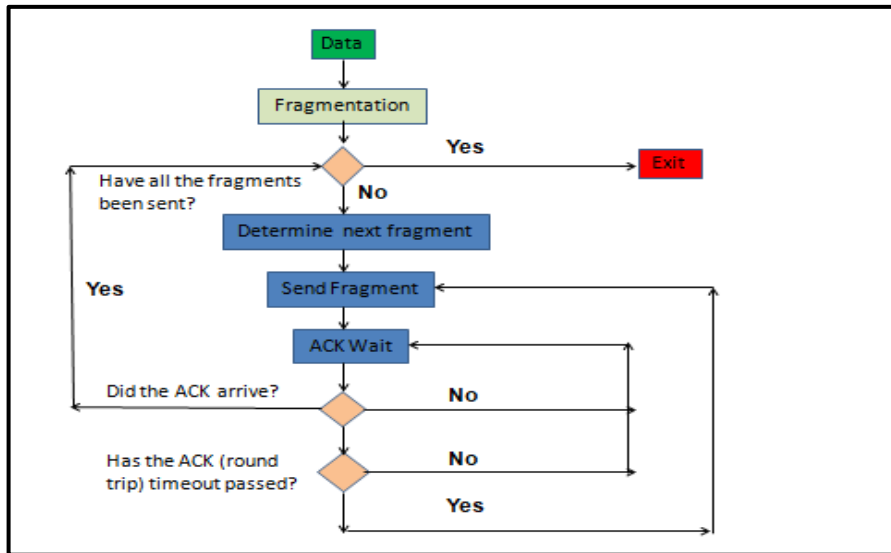 Data
Fragmentation
Yes
Exit
Have all the fragments
been sent?
No
Determine next fragment
Yes
Send Fragment
ACK Wait
Did the ACK arrive?
No
Has the ACK (round
trip) timeout passed?
No
Yes